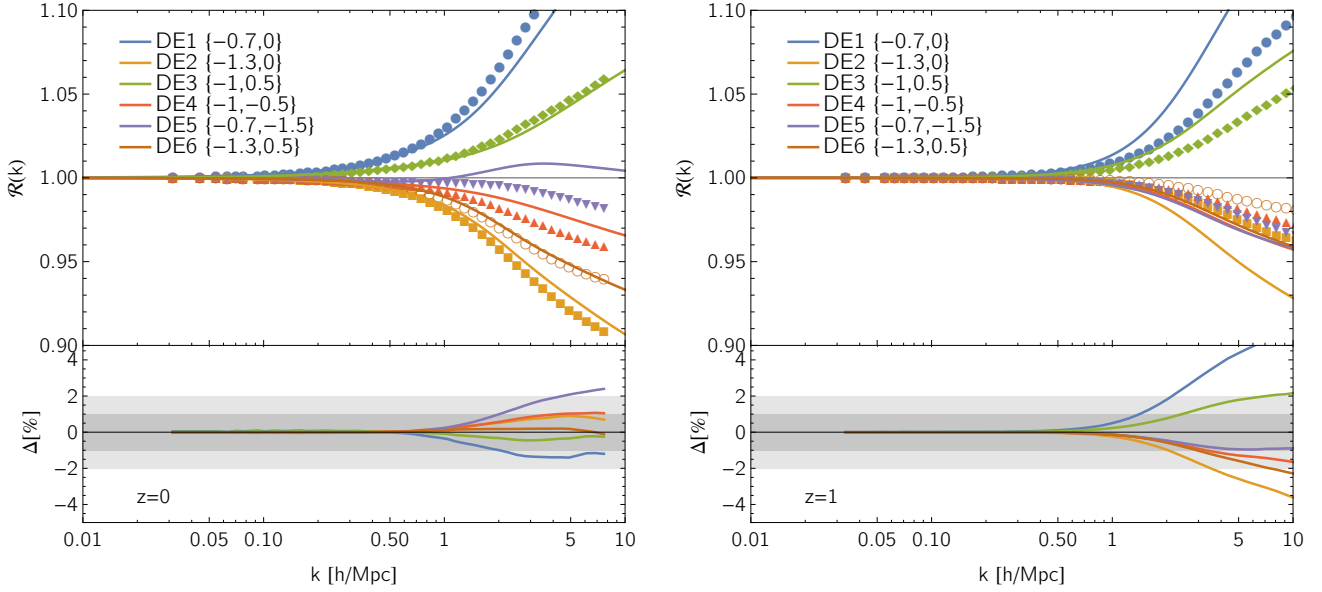 1.10
1.05
1.00
0.95
0.90
ℛ(k)
DE1 {-0.7,0}
DE2 {-1.3,0}
DE3 {-1,0.5}
DE4 {-1,-0.5}
DE5 {-0.7,-1.5}
DE6 {-1.3,0.5}
4
2
0
-2
-4
Δ[%]
z=0
0.01 0.05 0.10 0.50 1 5 10
k [h/Mpc]
1.10
1.05
1.00
0.95
0.90
ℛ(k)
DE1 {-0.7,0}
DE2 {-1.3,0}
DE3 {-1,0.5}
DE4 {-1,-0.5}
DE5 {-0.7,-1.5}
DE6 {-1.3,0.5}
4
2
0
-2
-4
Δ[%]
z=1
0.01 0.05 0.10 0.50 1 5 10
k [h/Mpc]